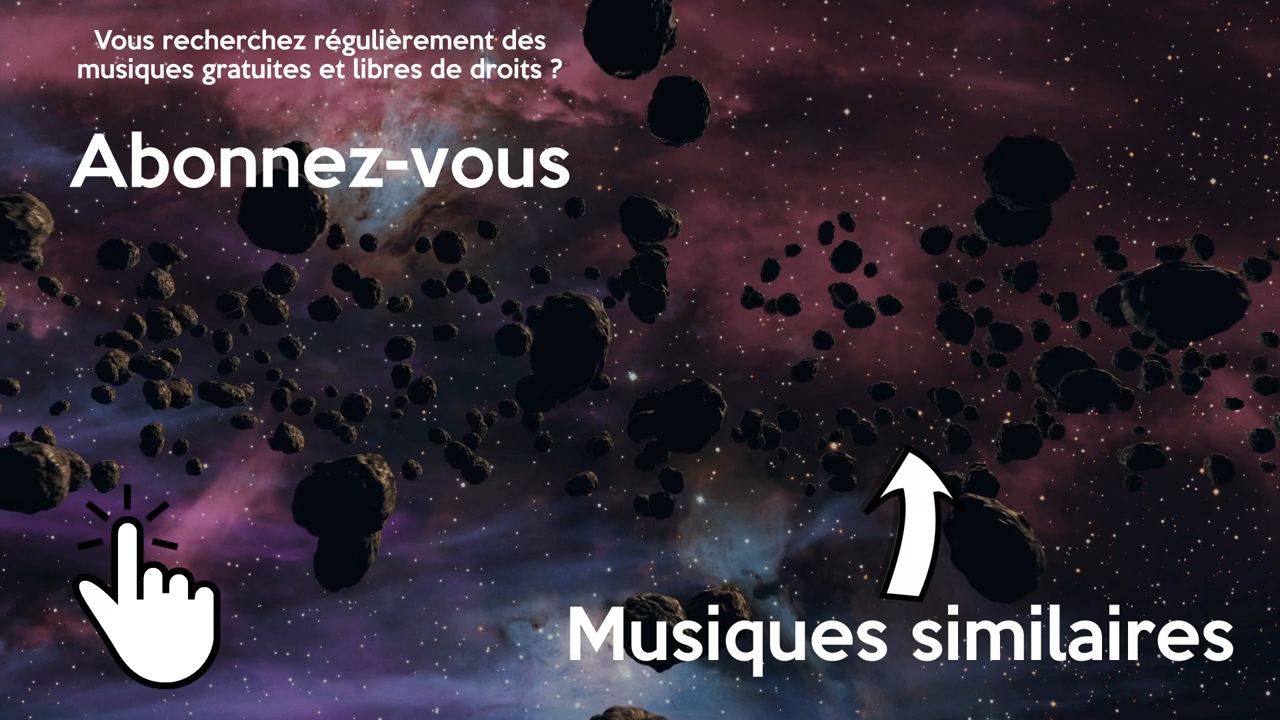 Vous recherchez régulièrement des
musiques gratuites et libres de droits ?
Abonnez-vous
Musiques similaires